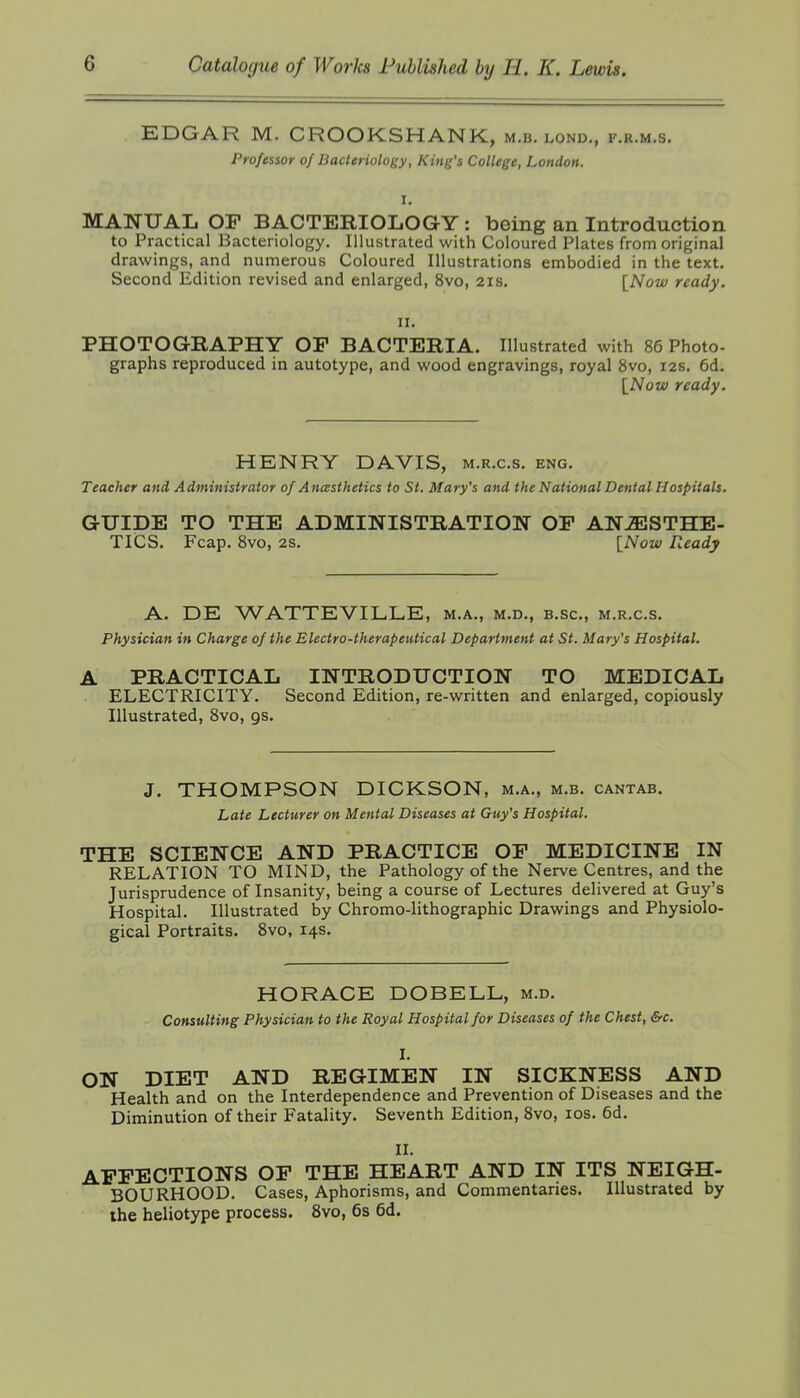 6 Catalogue of Works Published by H. K. Lewis.
EDGAR M. CROOKSHANK, M.B. LOND., F.R.M.S.
Professor of Bacteriology, King's College, London.
I.
MANUAL OF BACTERIOLOGY: being an Introduction
to Practical Bacteriology. Illustrated with Coloured Plates from original
drawings, and numerous Coloured Illustrations embodied in the text.
Second Edition revised and enlarged, 8vo, 21s. [Now ready.
II.
PHOTOGRAPHY OF BACTERIA. Illustrated with 86 Photo-
graphs reproduced in autotype, and wood engravings, royal 8vo, 12s. 6d.
[Now ready.
HENRY DAVIS, M.R.C.S. ENG.
Teacher and Administrator of Anæsthetics to St. Mary's and the National Dental Hospitals.
GUIDE TO THE ADMINISTRATION OF ANÆSTHE-
TICS. Fcap. 8vo, 2s. [Now Ready
A. DE WATTEVILLE, M.A., M.D., B.SC., M.R.C.S.
Physician in Charge of the Electro-therapeutical Department at St. Mary's Hospital.
A PRACTICAL INTRODUCTION TO MEDICAL
ELECTRICITY. Second Edition, re-written and enlarged, copiously
Illustrated, 8vo, 9s.
J. THOMPSON DICKSON, M.A., M.B. CANTAB.
Late Lecturer on Mental Diseases at Guy's Hospital.
THE SCIENCE AND PRACTICE OF MEDICINE IN
RELATION TO MIND, the Pathology of the Nerve Centres, and the
Jurisprudence of Insanity, being a course of Lectures delivered at Guy's
Hospital. Illustrated by Chromo-lithographic Drawings and Physiolo-
gical Portraits. 8vo, 14s.
HORACE DOBELL, M.D.
Consulting Physician to the Royal Hospital for Diseases of the Chest, &c.
I.
ON DIET AND REGIMEN IN SICKNESS AND
Health and on the Interdependence and Prevention of Diseases and the
Diminution of their Fatality. Seventh Edition, 8vo, 10s. 6d.
II.
AFFECTIONS OF THE HEART AND IN ITS NEIGH-
BOURHOOD. Cases, Aphorisms, and Commentaries. Illustrated by
the heliotype process. 8vo, 6s 6d.